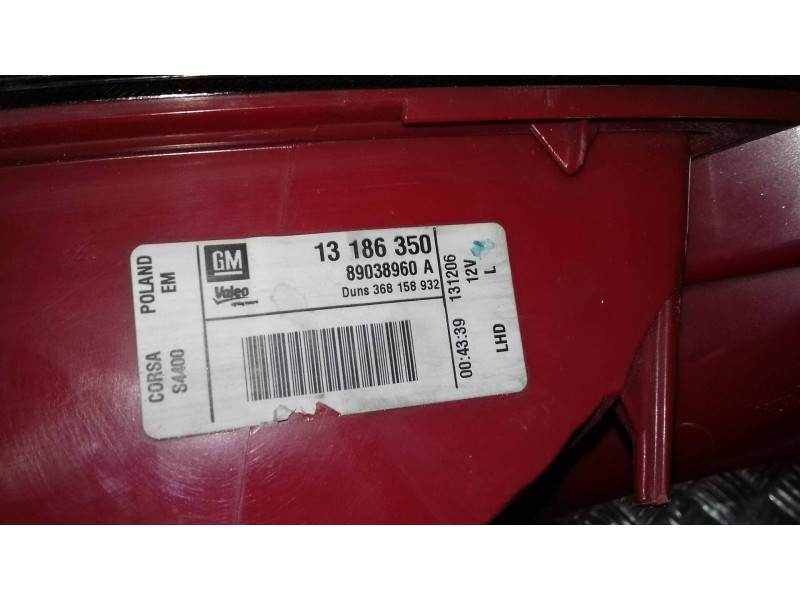 CORSA POLAND
S4400 EM
GM
Valeo
13 186 350
89038960 A
Duns 368 158 932
00:43:39 131206
12V
LHD L